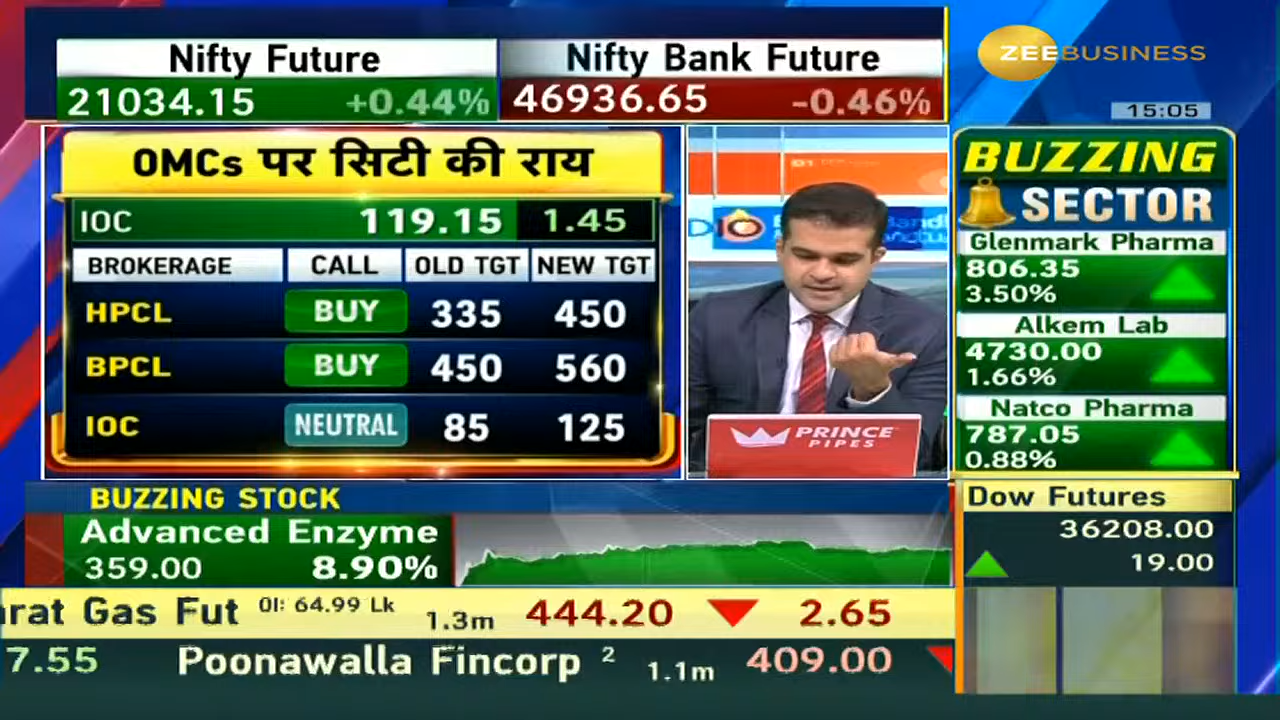 Nifty Future
21034.15 +0.44%
Nifty Bank Future
46936.65 -0.46%
ZEEBUSINESS
15:05
OMCs पर सिटी की राय
IOC 119.15 1.45
BROKERAGE CALL OLD TGT NEW TGT
HPCL BUY 335 450
BPCL BUY 450 560
IOC NEUTRAL 85 125
PRINCE
PIPES
BUZZING
SECTOR
Glenmark Pharma
806.35
3.50%
Alkem Lab
4730.00
1.66%
Natco Pharma
787.05
0.88%
BUZZING STOCK
Advanced Enzyme
359.00 8.90%
Dow Futures
36208.00
19.00
rat Gas Fut OI: 64.99 Lk 1.3m 444.20 2.65
7.55 Poonawalla Fincorp 2 1.1m 409.00